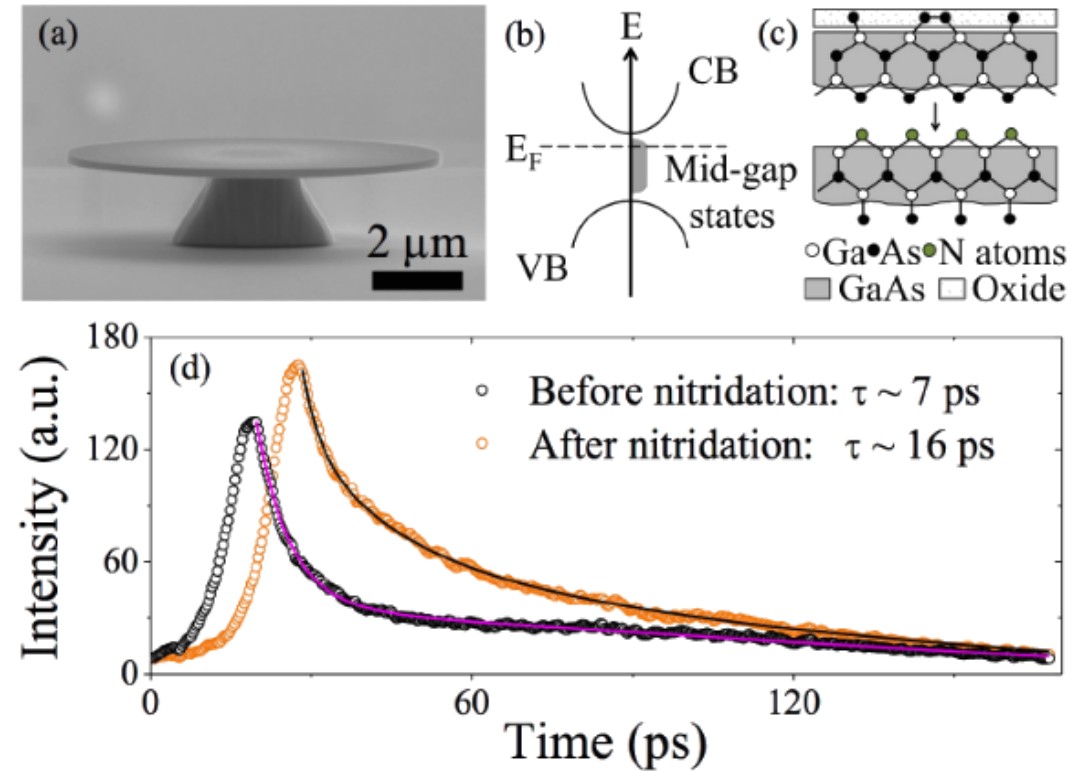 (a)
2 μm
(b)
E
CB
E_F
Mid-gap
states
VB
(c)
Ga As N atoms
GaAs Oxide
(d)
Before nitridation: τ ~ 7 ps
After nitridation: τ ~ 16 ps
Intensity (a.u.)
180
120
60
0
0 60 120
Time (ps)